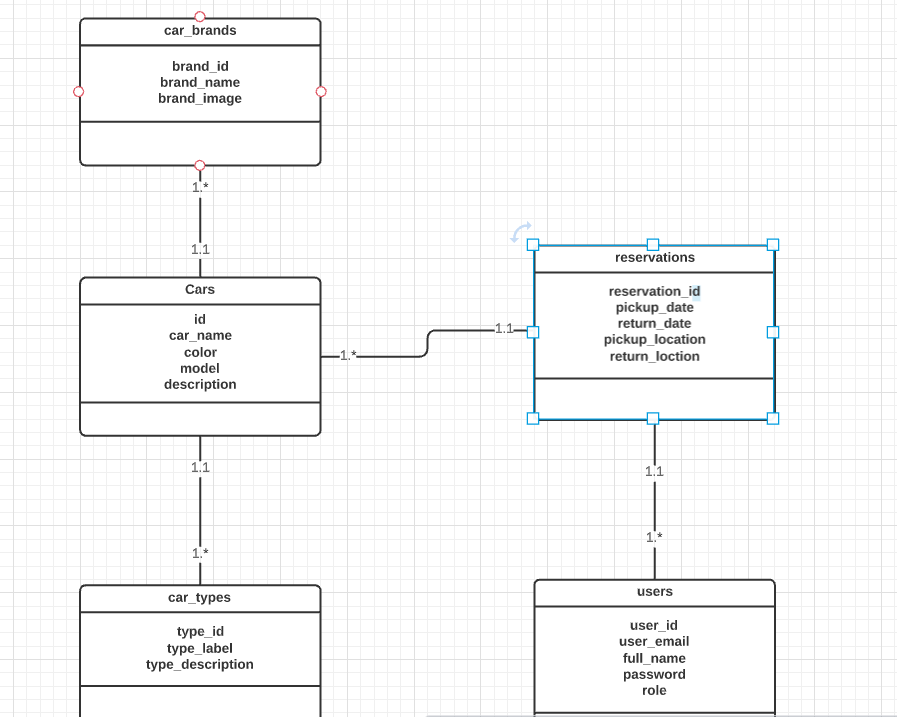 car_brands
brand_id
brand_name
brand_image
1.*
1.1
Cars
id
car_name
color
model
description
1.*
1.1
reservations
reservation_id
pickup_date
return_date
pickup_location
return_loction
1.1
1.*
car_types
type_id
type_label
type_description
1.1
1.*
users
user_id
user_email
full_name
password
role